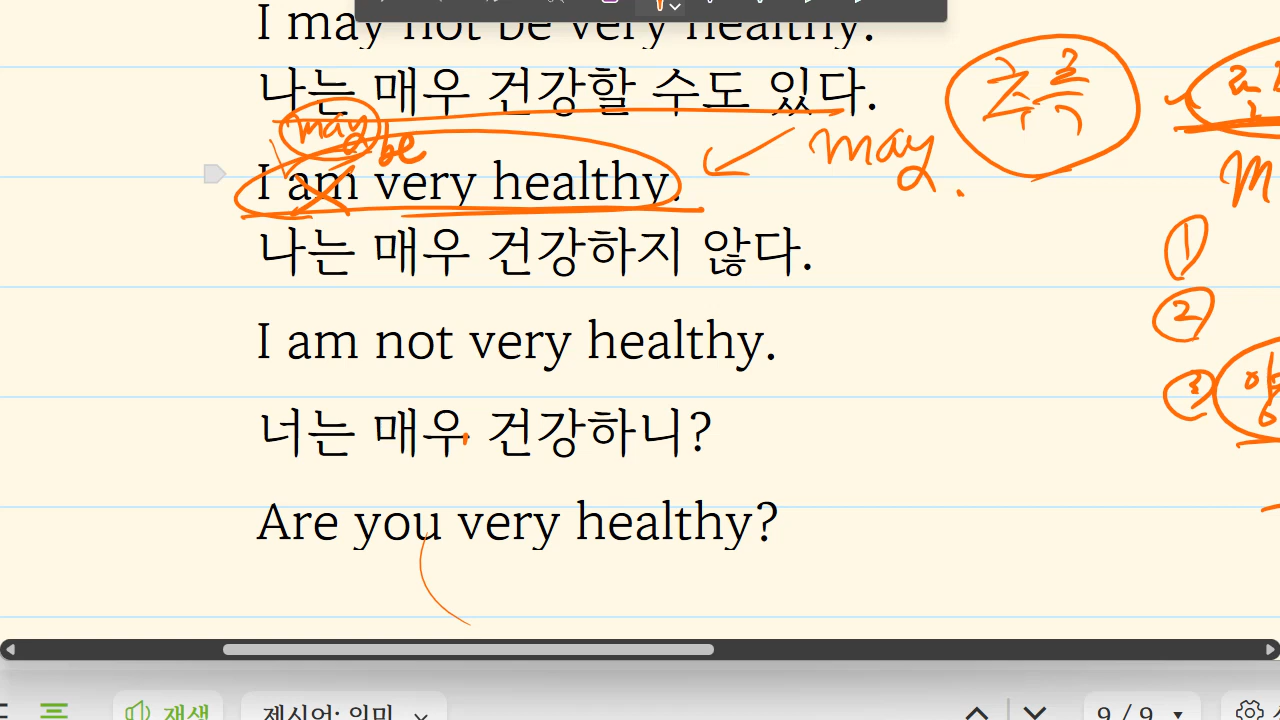 I may not be very healthy.
나는 매우 건강할 수도 있다.
추측
may be
may.
I am very healthy.
M
①
나는 매우 건강하지 않다.
②
I am not very healthy.
③
너는 매우 건강하니?
Are you very healthy?
재생
제시어: 의미
9 / 9